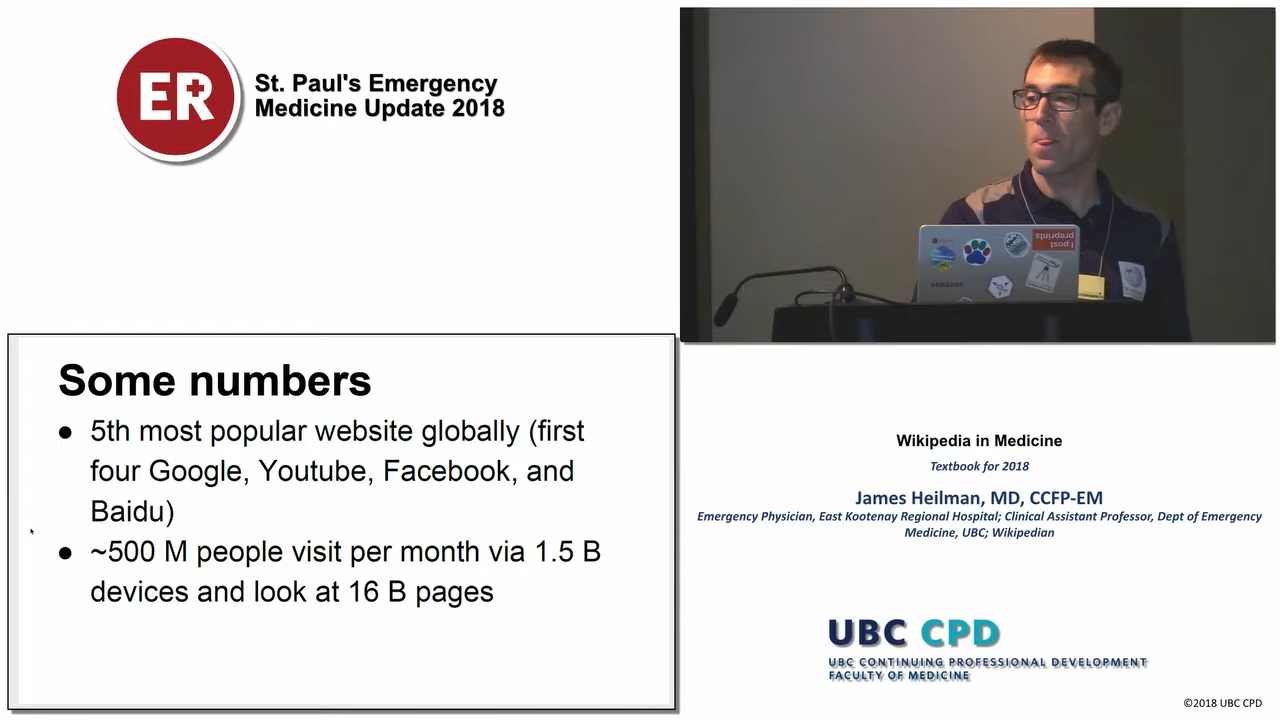 ER
St. Paul's Emergency
Medicine Update 2018
I post
preprints
SAMSUNG
Some numbers
● 5th most popular website globally (first
four Google, Youtube, Facebook, and
Baidu)
● ~500 M people visit per month via 1.5 B
devices and look at 16 B pages
Wikipedia in Medicine
Textbook for 2018
James Heilman, MD, CCFP-EM
Emergency Physician, East Kootenay Regional Hospital; Clinical Assistant Professor, Dept of Emergency
Medicine, UBC; Wikipedian
UBC CPD
UBC CONTINUING PROFESSIONAL DEVELOPMENT
FACULTY OF MEDICINE
©2018 UBC CPD